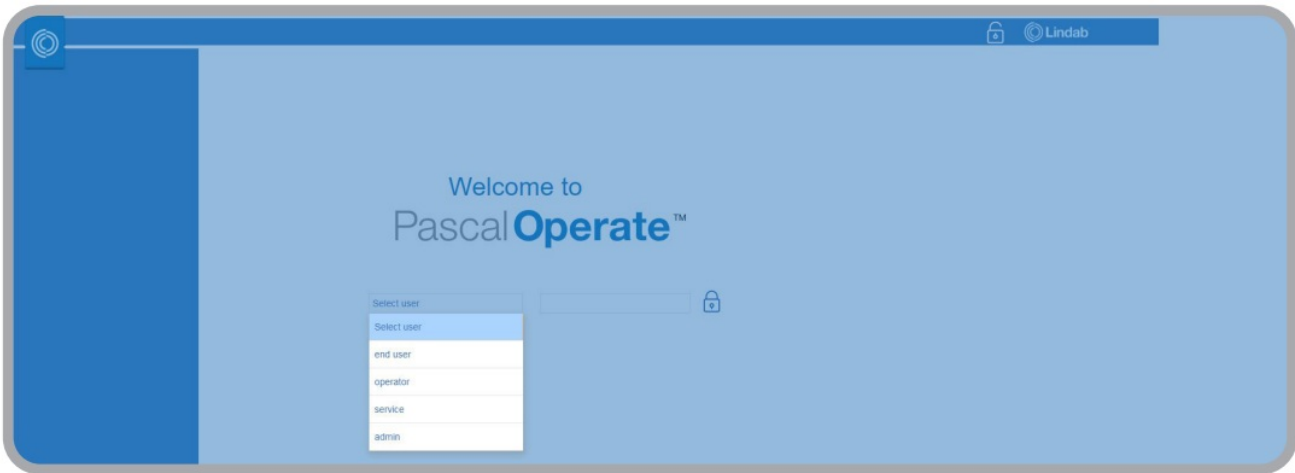 Lindab
Welcome to
PascalOperate™
Select user
Select user
end user
operator
service
admin